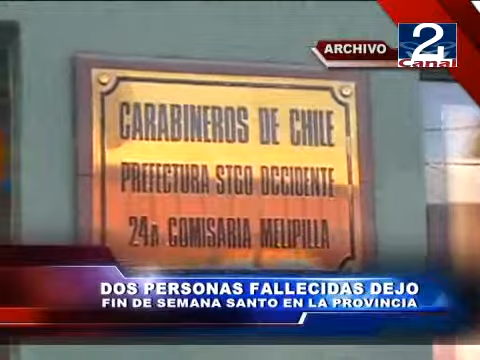 ARCHIVO
2
Canal
CARABINEROS DE CHILE
PREFECTURA STGO OCCIDENTE
24A COMISARIA MELIPILLA
DOS PERSONAS FALLECIDAS DEJO
FIN DE SEMANA SANTO EN LA PROVINCIA